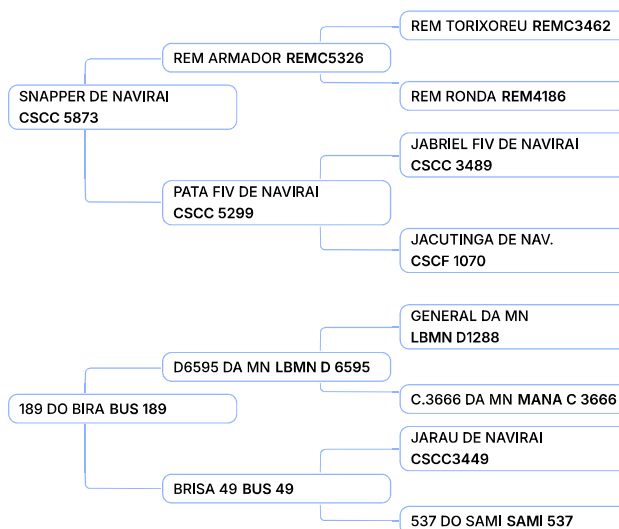 REM TORIXOREU REMC3462
REM ARMADOR REMC5326
SNAPPER DE NAVIRAI
CSCC 5873
REM RONDA REM4186
JABRIEL FIV DE NAVIRAI
CSCC 3489
PATA FIV DE NAVIRAI
CSCC 5299
JACUTINGA DE NAV.
CSCF 1070
GENERAL DA MN
LBMN D1288
D6595 DA MN LBMN D 6595
189 DO BIRA BUS 189
C.3666 DA MN MANA C 3666
JARAU DE NAVIRAI
CSCC3449
BRISA 49 BUS 49
537 DO SAMI SAMI 537